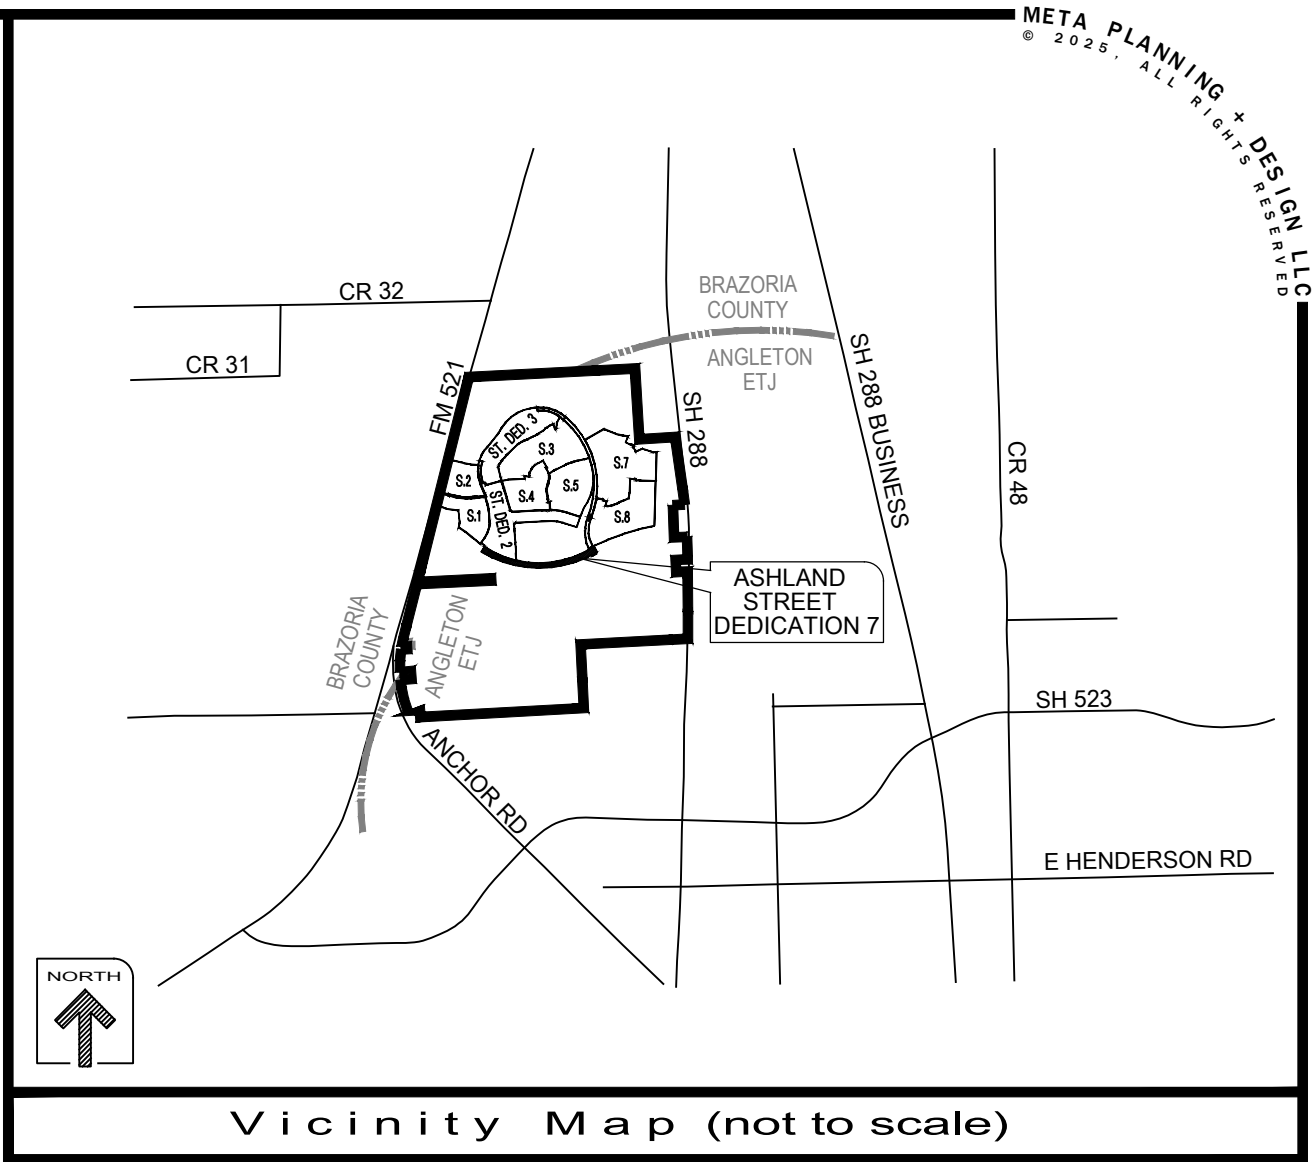 META PLANNING + DESIGN LLC
© 2025, ALL RIGHTS RESERVED
CR 32
CR 31
FM 521
BRAZORIA
COUNTY
ANGLETON
ETJ
SH 288
SH 288 BUSINESS
CR 48
ST. DED. 3
S.3
S.2
S.4
S.5
S.7
S.1
ST. DED. 2
S.8
ASHLAND
STREET
DEDICATION 7
BRAZORIA
COUNTY
ANGLETON
ETJ
SH 523
ANCHOR RD
E HENDERSON RD
NORTH
Vicinity Map (not to scale)